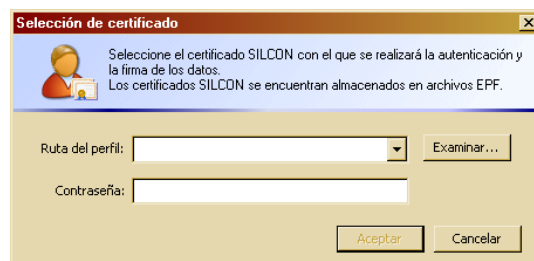 Selección de certificado
Seleccione el certificado SILCON con el que se realizará la autenticación y
la firma de los datos.
Los certificados SILCON se encuentran almacenados en archivos EPF.
Ruta del perfil:
Examinar...
Contraseña:
Aceptar
Cancelar